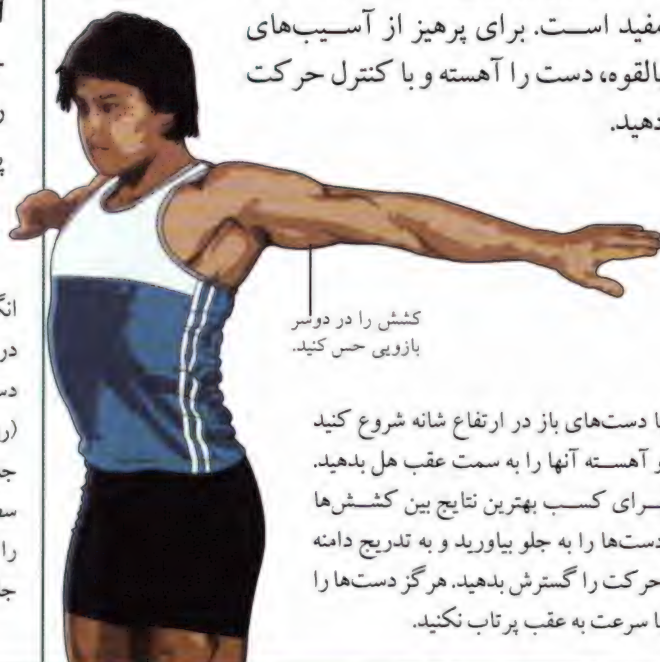 مفید است. برای پرهیز از آسیب‌های
بالقوه، دست را آهسته و با کنترل حرکت
دهید.
کشش را در دوسر
بازویی حس کنید.
با دست‌های باز در ارتفاع شانه شروع کنید
و آهسته آنها را به سمت عقب هل بدهید.
برای کسب بهترین نتایج بین کشش‌ها
دست‌ها را به جلو بیاورید و به تدریج دامنه
حرکت را گسترش بدهید. هرگز دست‌ها را
با سرعت به عقب پرتاب نکنید.